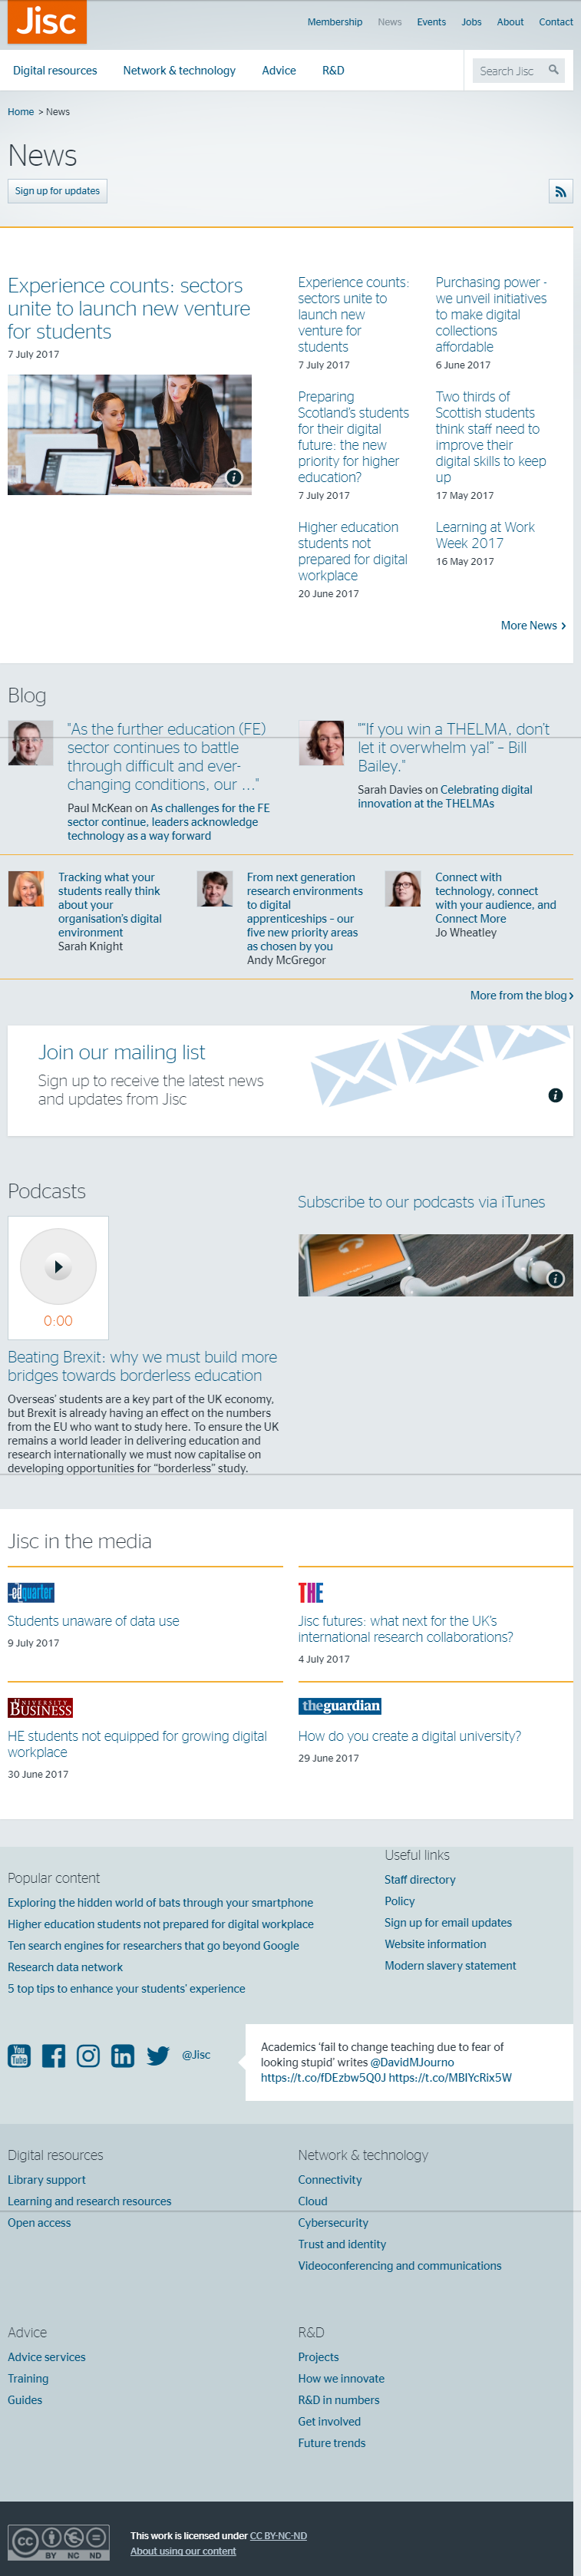 Jisc
Membership News Events Jobs About Contact
Digital resources Network & technology Advice R&D
Search Jisc
Home > News
News
Sign up for updates
Experience counts: sectors
unite to launch new venture
for students
7 July 2017
Experience counts:
sectors unite to
launch new
venture for
students
7 July 2017
Purchasing power -
we unveil initiatives
to make digital
collections
affordable
6 June 2017
Preparing
Scotland's students
for their digital
future: the new
priority for higher
education?
7 July 2017
Two thirds of
Scottish students
think staff need to
improve their
digital skills to keep
up
17 May 2017
Higher education
students not
prepared for digital
workplace
20 June 2017
Learning at Work
Week 2017
16 May 2017
More News >
Blog
"As the further education (FE)
sector continues to battle
through difficult and ever-
changing conditions, our ..."
Paul McKean on As challenges for the FE
sector continue, leaders acknowledge
technology as a way forward
""If you win a THELMA, don't
let it overwhelm ya!" – Bill
Bailey."
Sarah Davies on Celebrating digital
innovation at the THELMAs
Tracking what your
students really think
about your
organisation's digital
environment
Sarah Knight
From next generation
research environments
to digital
apprenticeships – our
five new priority areas
as chosen by you
Andy McGregor
Connect with
technology, connect
with your audience, and
Connect More
Jo Wheatley
More from the blog >
Join our mailing list
Sign up to receive the latest news
and updates from Jisc
Podcasts
0:00
Subscribe to our podcasts via iTunes
Beating Brexit: why we must build more
bridges towards borderless education
Overseas' students are a key part of the UK economy,
but Brexit is already having an effect on the numbers
from the EU who want to study here. To ensure the UK
remains a world leader in delivering education and
research internationally we must now capitalise on
developing opportunities for "borderless" study.
Jisc in the media
edquarter
Students unaware of data use
9 July 2017
THE
Jisc futures: what next for the UK's
international research collaborations?
4 July 2017
UNIVERSITY
BUSINESS
HE students not equipped for growing digital
workplace
30 June 2017
theguardian
How do you create a digital university?
29 June 2017
Popular content
Exploring the hidden world of bats through your smartphone
Higher education students not prepared for digital workplace
Ten search engines for researchers that go beyond Google
Research data network
5 top tips to enhance your students' experience
Useful links
Staff directory
Policy
Sign up for email updates
Website information
Modern slavery statement
You
Tube
in
@Jisc
Academics 'fail to change teaching due to fear of
looking stupid' writes @DavidMJourno
https://t.co/fDEzbw5Q0J https://t.co/MBIYcRix5W
Digital resources
Library support
Learning and research resources
Open access
Network & technology
Connectivity
Cloud
Cybersecurity
Trust and identity
Videoconferencing and communications
Advice
Advice services
Training
Guides
R&D
Projects
How we innovate
R&D in numbers
Get involved
Future trends
cc
BY NC ND
This work is licensed under CC BY-NC-ND
About using our content